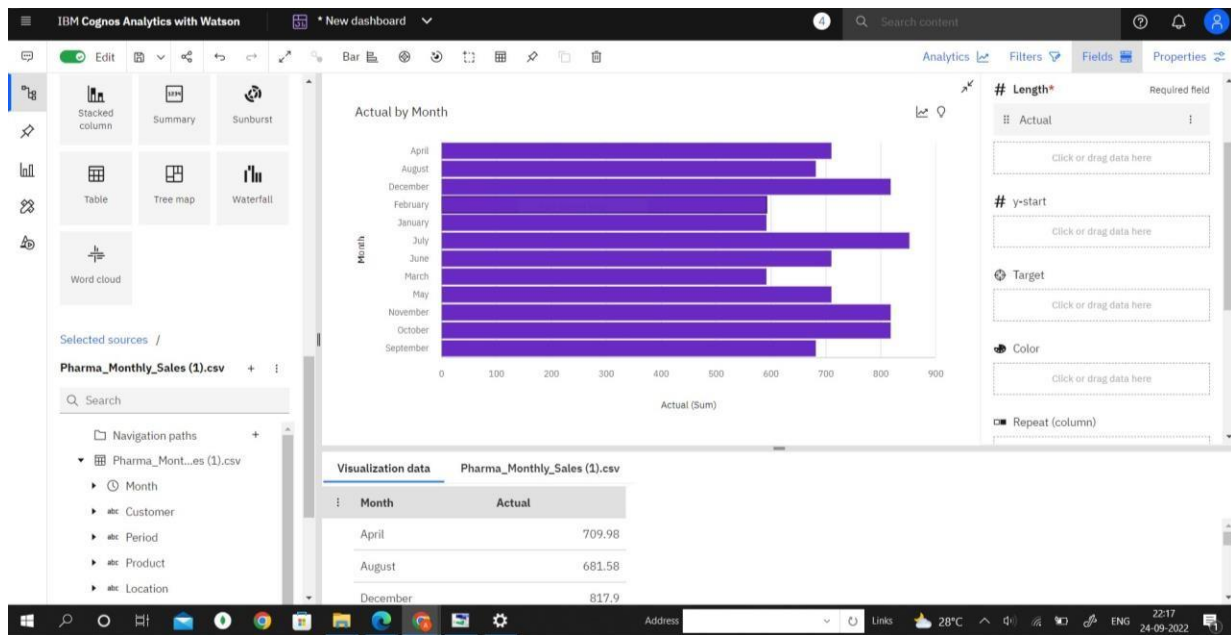 IBM Cognos Analytics with Watson
* New dashboard
4
Search content
Edit
Bar
Analytics
Filters
Fields
Properties
Stacked column
Summary
Sunburst
Table
Tree map
Waterfall
Word cloud
Selected sources /
Pharma_Monthly_Sales (1).csv
Search
Navigation paths
Pharma_Mont...es (1).csv
Month
abc Customer
abc Period
abc Product
abc Location
Actual by Month
Month
April
August
December
February
January
July
June
March
May
November
October
September
0 100 200 300 400 500 600 700 800 900
Actual (Sum)
# Length* Required field
Actual
Click or drag data here
# y-start
Click or drag data here
Target
Click or drag data here
Color
Click or drag data here
Repeat (column)
Visualization data Pharma_Monthly_Sales (1).csv
Month Actual
April 709.98
August 681.58
December 817.9
Address
Links
28°C
ENG
22:17
24-09-2022